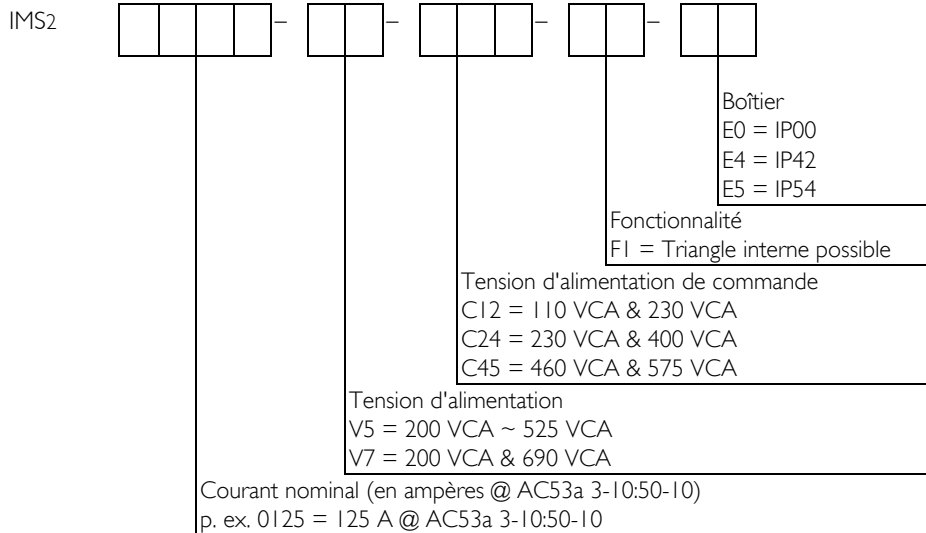 IMS2 – – – –
Boîtier
E0 = IP00
E4 = IP42
E5 = IP54
Fonctionnalité
F1 = Triangle interne possible
Tension d'alimentation de commande
C12 = 110 VCA & 230 VCA
C24 = 230 VCA & 400 VCA
C45 = 460 VCA & 575 VCA
Tension d'alimentation
V5 = 200 VCA ~ 525 VCA
V7 = 200 VCA & 690 VCA
Courant nominal (en ampères @ AC53a 3-10:50-10)
p. ex. 0125 = 125 A @ AC53a 3-10:50-10